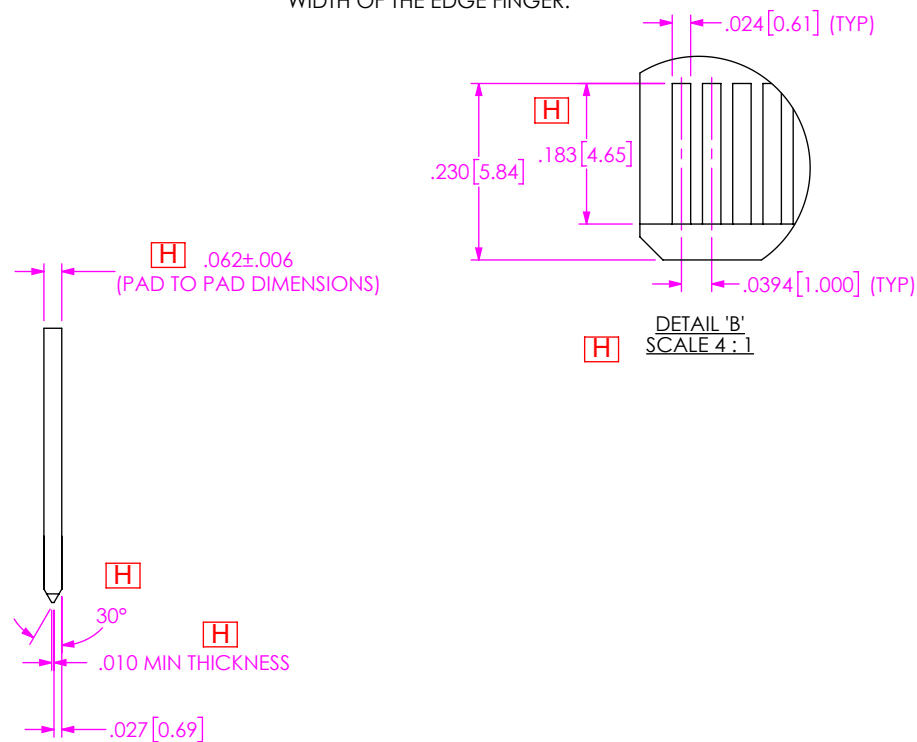 WIDTH OF THE EDGE FINGER.
.024[0.61] (TYP)
H
.230[5.84]
.183[4.65]
.0394[1.000] (TYP)
DETAIL 'B'
SCALE 4 : 1
H
H .062±.006
(PAD TO PAD DIMENSIONS)
H
30°
H
.010 MIN THICKNESS
.027[0.69]